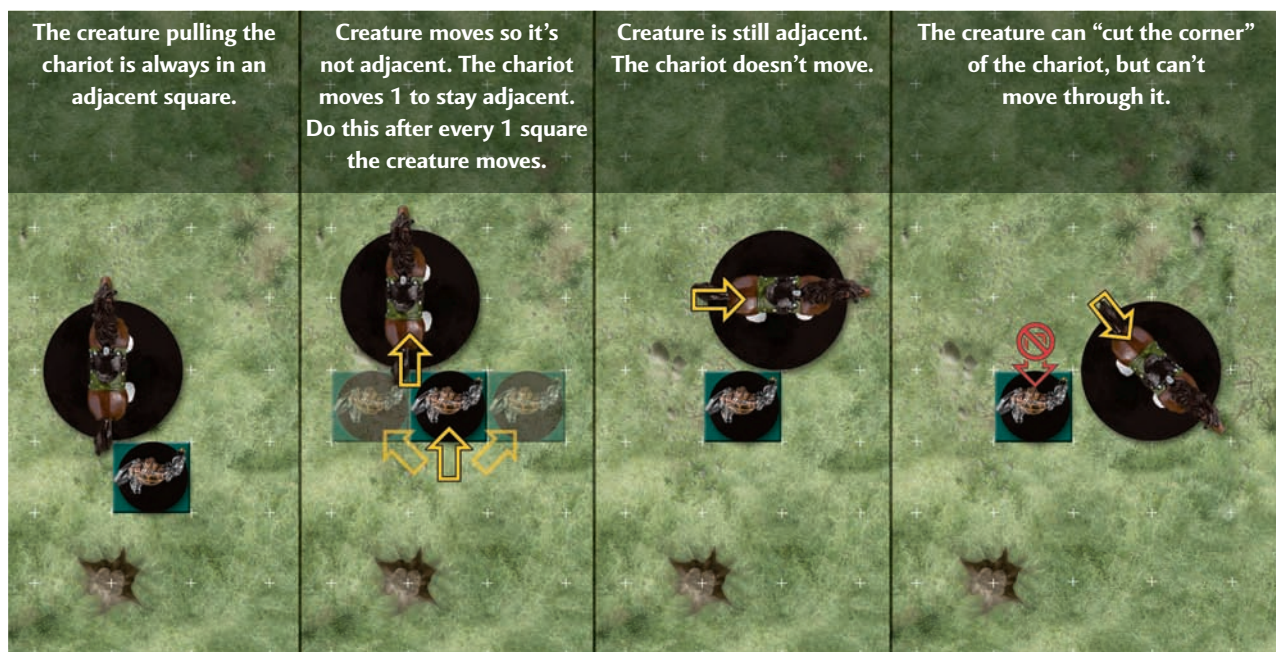 The creature pulling the
chariot is always in an
adjacent square.
Creature moves so it’s
not adjacent. The chariot
moves 1 to stay adjacent.
Do this after every 1 square
the creature moves.
Creature is still adjacent.
The chariot doesn’t move.
The creature can “cut the corner”
of the chariot, but can’t
move through it.